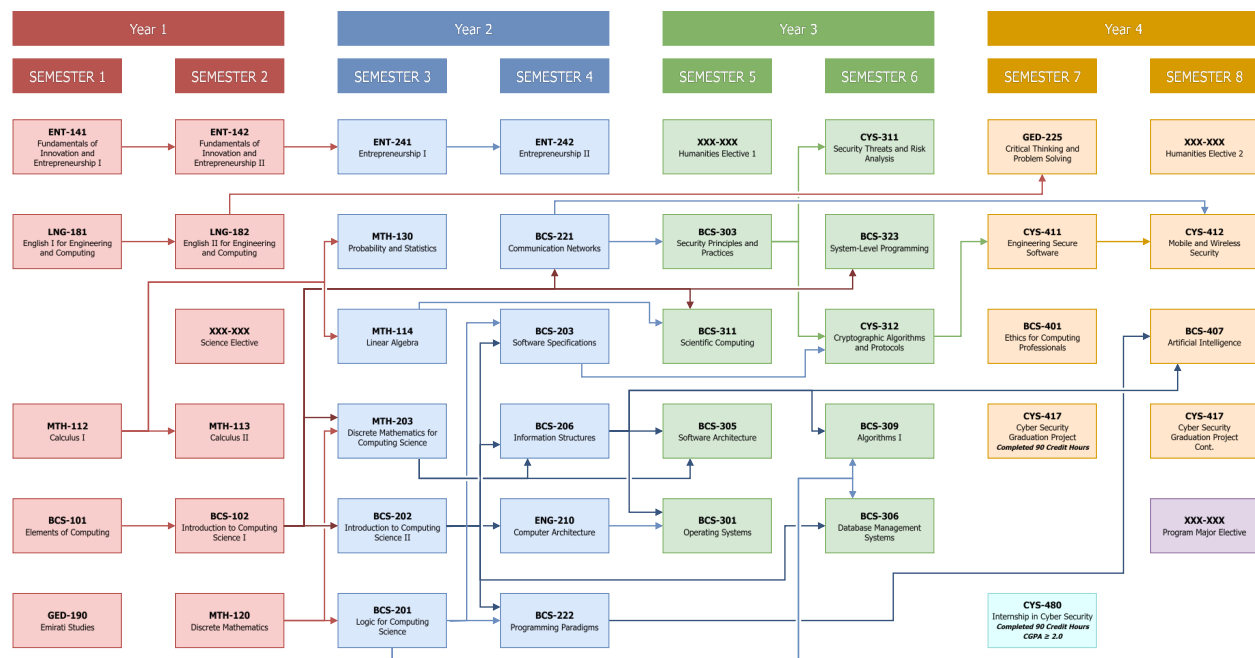 Year 1
Year 2
Year 3
Year 4
SEMESTER 1
SEMESTER 2
SEMESTER 3
SEMESTER 4
SEMESTER 5
SEMESTER 6
SEMESTER 7
SEMESTER 8
ENT-141
Fundamentals of
Innovation and
Entrepreneurship I
ENT-142
Fundamentals of
Innovation and
Entrepreneurship II
ENT-241
Entrepreneurship I
ENT-242
Entrepreneurship II
XXX-XXX
Humanities Elective 1
CYS-311
Security Threats and Risk
Analysis
GED-225
Critical Thinking and
Problem Solving
XXX-XXX
Humanities Elective 2
LNG-181
English I for Engineering
and Computing
LNG-182
English II for Engineering
and Computing
MTH-130
Probability and Statistics
BCS-221
Communication Networks
BCS-303
Security Principles and
Practices
BCS-323
System-Level Programming
CYS-411
Engineering Secure
Software
CYS-412
Mobile and Wireless
Security
XXX-XXX
Science Elective
MTH-114
Linear Algebra
BCS-203
Software Specifications
BCS-311
Scientific Computing
CYS-312
Cryptographic Algorithms
and Protocols
BCS-401
Ethics for Computing
Professionals
BCS-407
Artificial Intelligence
MTH-112
Calculus I
MTH-113
Calculus II
MTH-203
Discrete Mathematics for
Computing Science
BCS-206
Information Structures
BCS-305
Software Architecture
BCS-309
Algorithms I
CYS-417
Cyber Security
Graduation Project
Completed 90 Credit Hours
CYS-417
Cyber Security
Graduation Project
Cont.
BCS-101
Elements of Computing
BCS-102
Introduction to Computing
Science I
BCS-202
Introduction to Computing
Science II
ENG-210
Computer Architecture
BCS-301
Operating Systems
BCS-306
Database Management
Systems
XXX-XXX
Program Major Elective
GED-190
Emirati Studies
MTH-120
Discrete Mathematics
BCS-201
Logic for Computing
Science
BCS-222
Programming Paradigms
CYS-480
Internship in Cyber Security
Completed 90 Credit Hours
CGPA ≥ 2.0